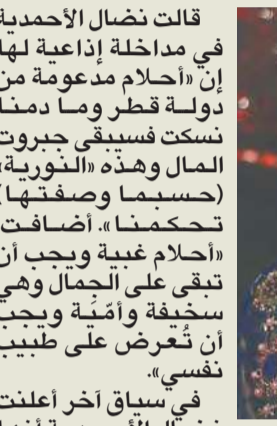 قالت نضال الأحمدية
في مداخلة إذاعية لها
إن «أحلام مدعومة من
دولة قطر وما دمنا
نسكت فسيبقى جبروت
المال وهذه «النورية»
(حسبما وصفتها)
تحكمنا». أضافت
«أحلام غبية ويجب أن
تبقى على الجمال وهي
سخيفة وأمّيّة ويجب
أن تُعرض على طبيب
نفسي».
في سياق آخر أعلنت